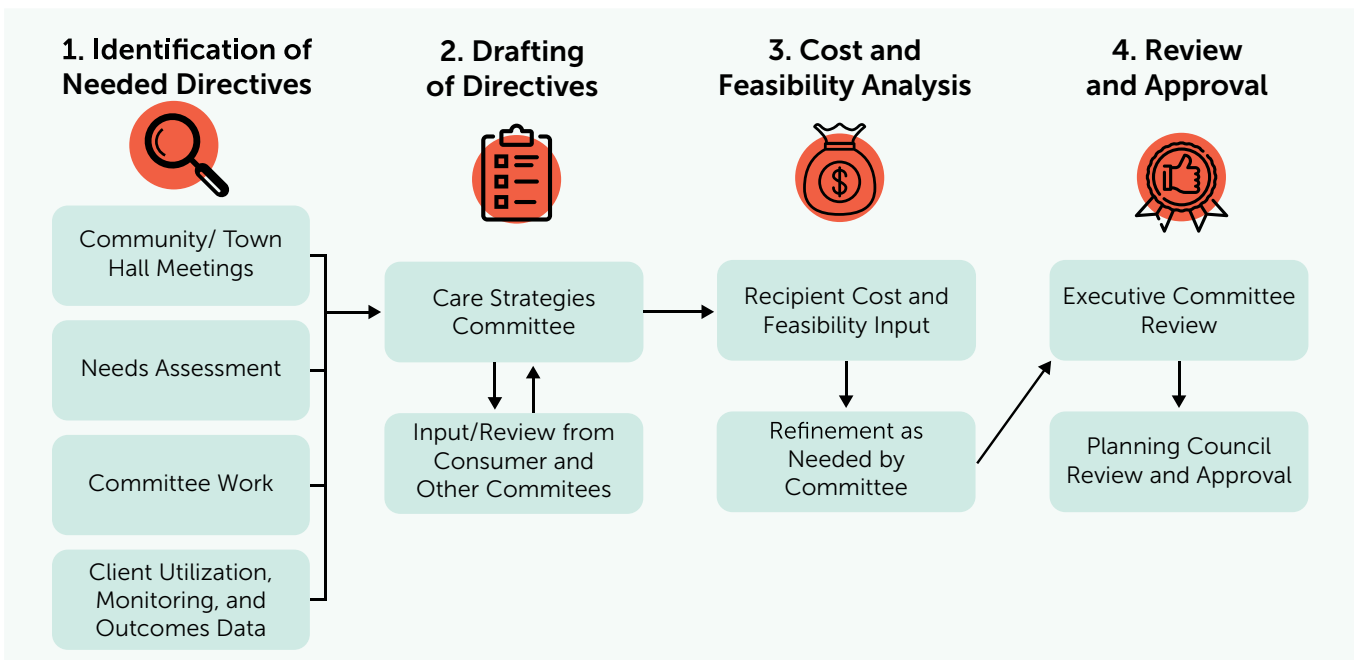 1. Identification of
Needed Directives
Community/ Town
Hall Meetings
Needs Assessment
Committee Work
Client Utilization,
Monitoring, and
Outcomes Data
2. Drafting
of Directives
Care Strategies
Committee
Input/Review from
Consumer and
Other Commitees
3. Cost and
Feasibility Analysis
$
Recipient Cost and
Feasibility Input
Refinement as
Needed by
Committee
4. Review
and Approval
Executive Committee
Review
Planning Council
Review and Approval